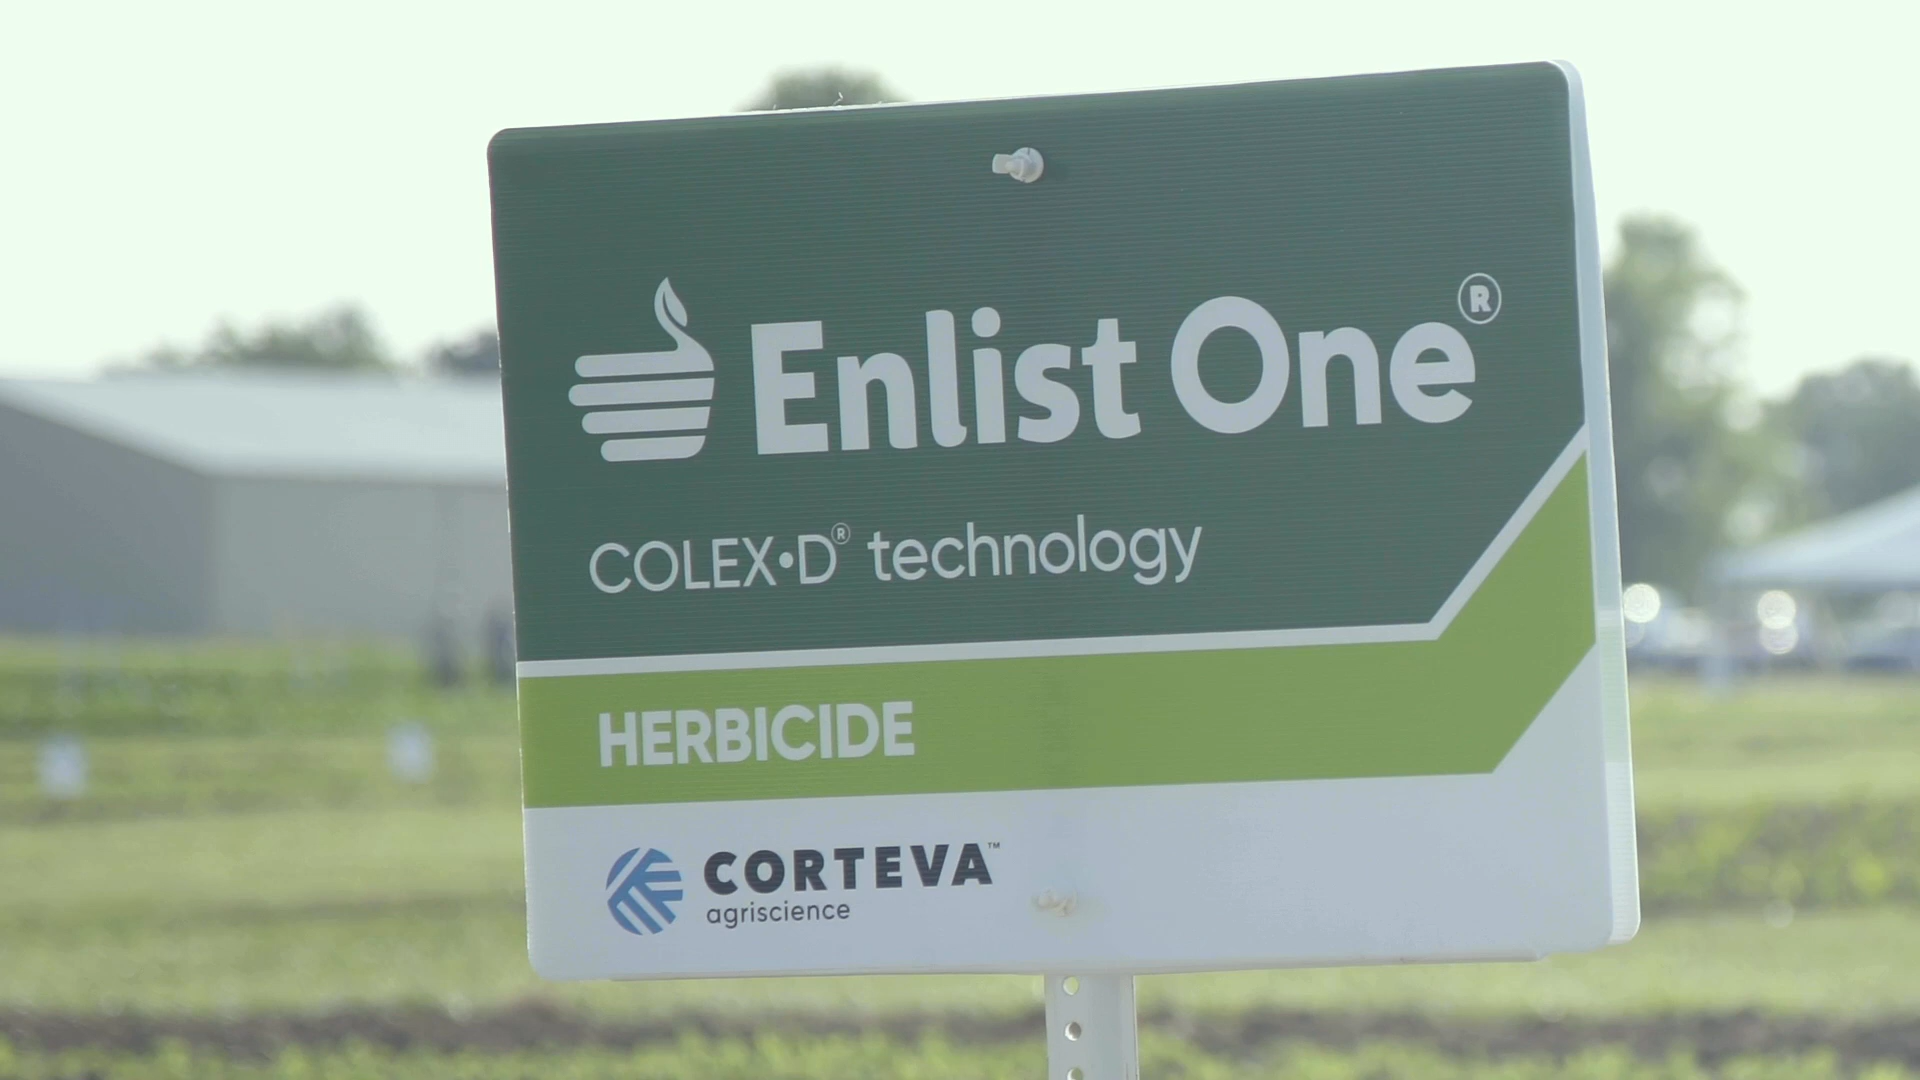 Enlist One®
COLEX•D® technology
HERBICIDE
CORTEVA™
agriscience